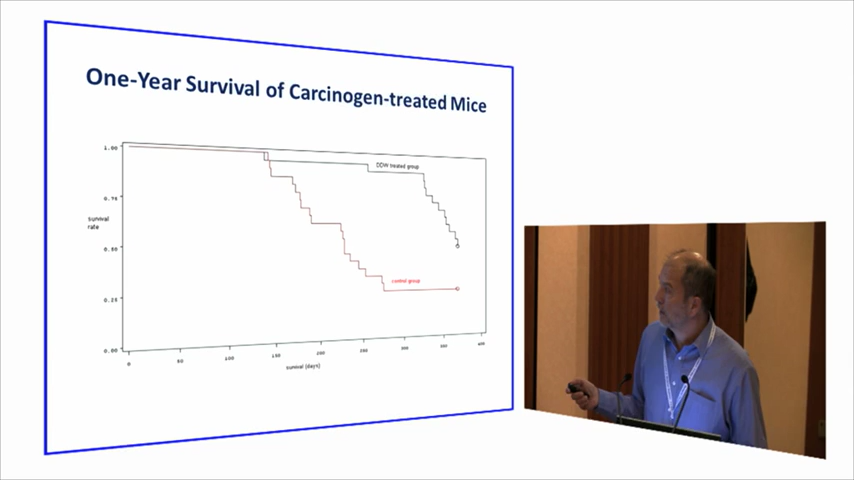 One-Year Survival of Carcinogen-treated Mice
1.00
DDW treated group
0.75
survival
rate
0.50
control group
0.25
0.00
0 50 100 150 200 250 300 350 400
survival (days)